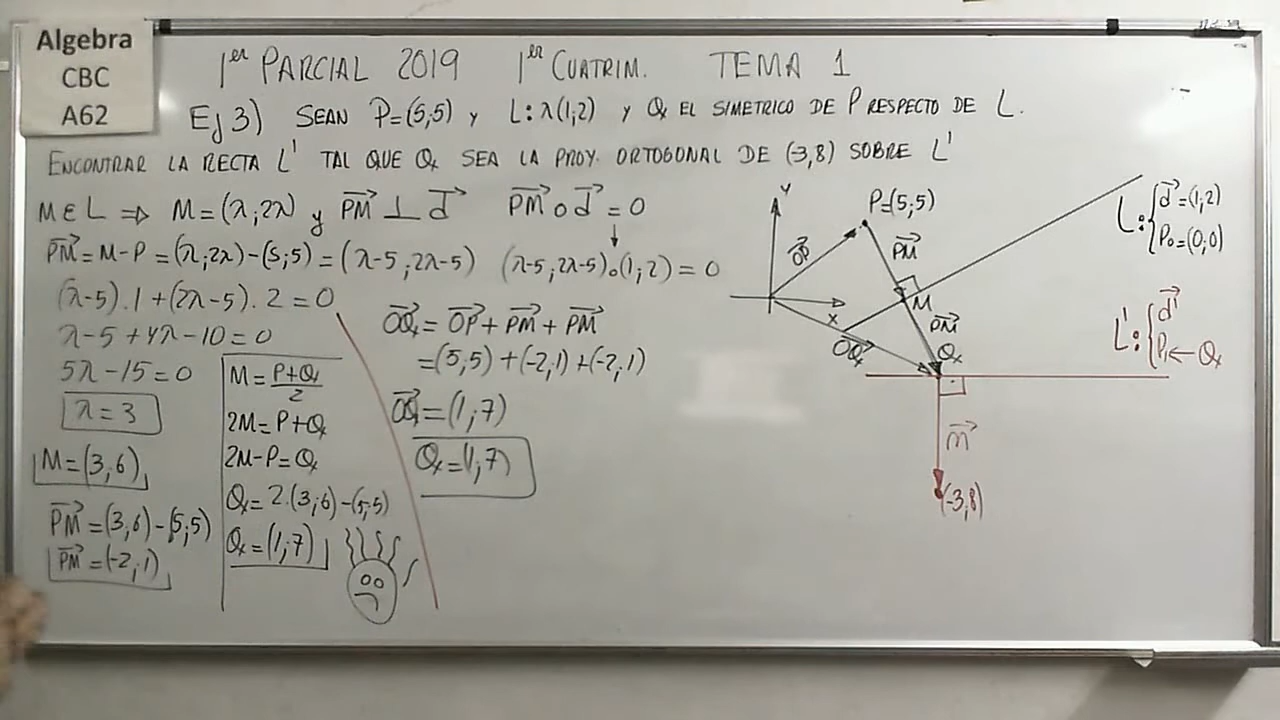 Algebra
CBC
A62
1er PARCIAL 2019 1er CUATRIM. TEMA 1
Ej 3) SEAN P=(5,5) y L: λ(1,2) y Q EL SIMETRICO DE P RESPECTO DE L.
ENCONTRAR LA RECTA L' TAL QUE Q SEA LA PROY. ORTOGONAL DE (-3,8) SOBRE L'
M ∈ L ⇒ M=(λ;2λ) y PM⃗ ⊥ d⃗ PM⃗ o d⃗ = 0
↓
PM⃗ = M-P = (λ;2λ)-(5;5) = (λ-5;2λ-5) (λ-5;2λ-5)o(1;2) = 0
(λ-5).1+(2λ-5).2=0
λ-5+4λ-10=0
5λ-15=0
λ=3
M=(3;6)
PM⃗=(3;6)-(5;5)
PM⃗=(-2;1)
M=P+Q/2
2M=P+Q
2M-P=Q
Q=2.(3;6)-(5;5)
Q=(1;7)
OQ⃗ = OP⃗ + PM⃗ + PM⃗
=(5;5)+(-2;1)+(-2;1)
OQ⃗=(1;7)
Q=(1;7)
Y
P=(5;5)
OP⃗
PM⃗
M
X
PM⃗
OQ⃗
Q
m⃗
(-3;8)
L: { d⃗=(1;2)
P₀=(0;0)
L': { d⃗'
P₁ ← Q